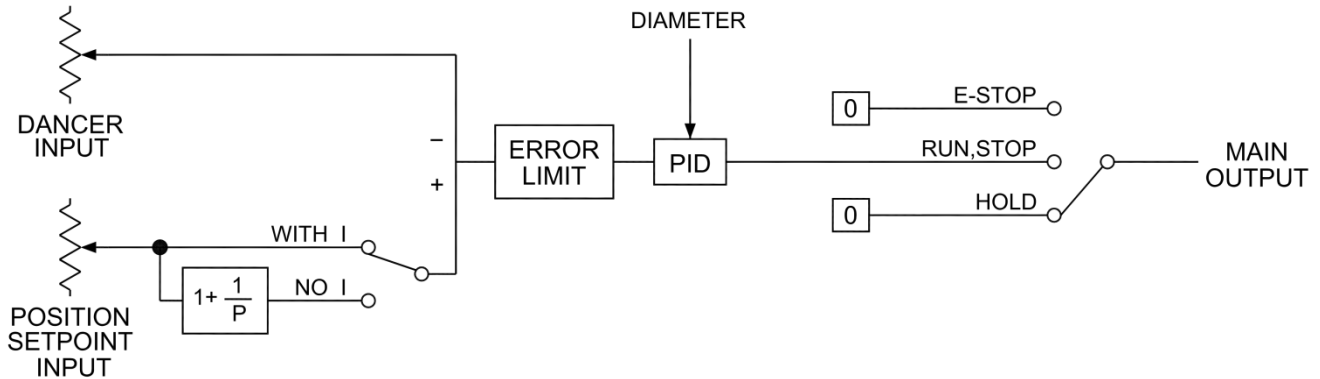 DIAMETER
DANCER
INPUT
−
+
ERROR
LIMIT
PID
0
E-STOP
RUN,STOP
0
HOLD
MAIN
OUTPUT
WITH I
1+ 1/P
NO I
POSITION
SETPOINT
INPUT